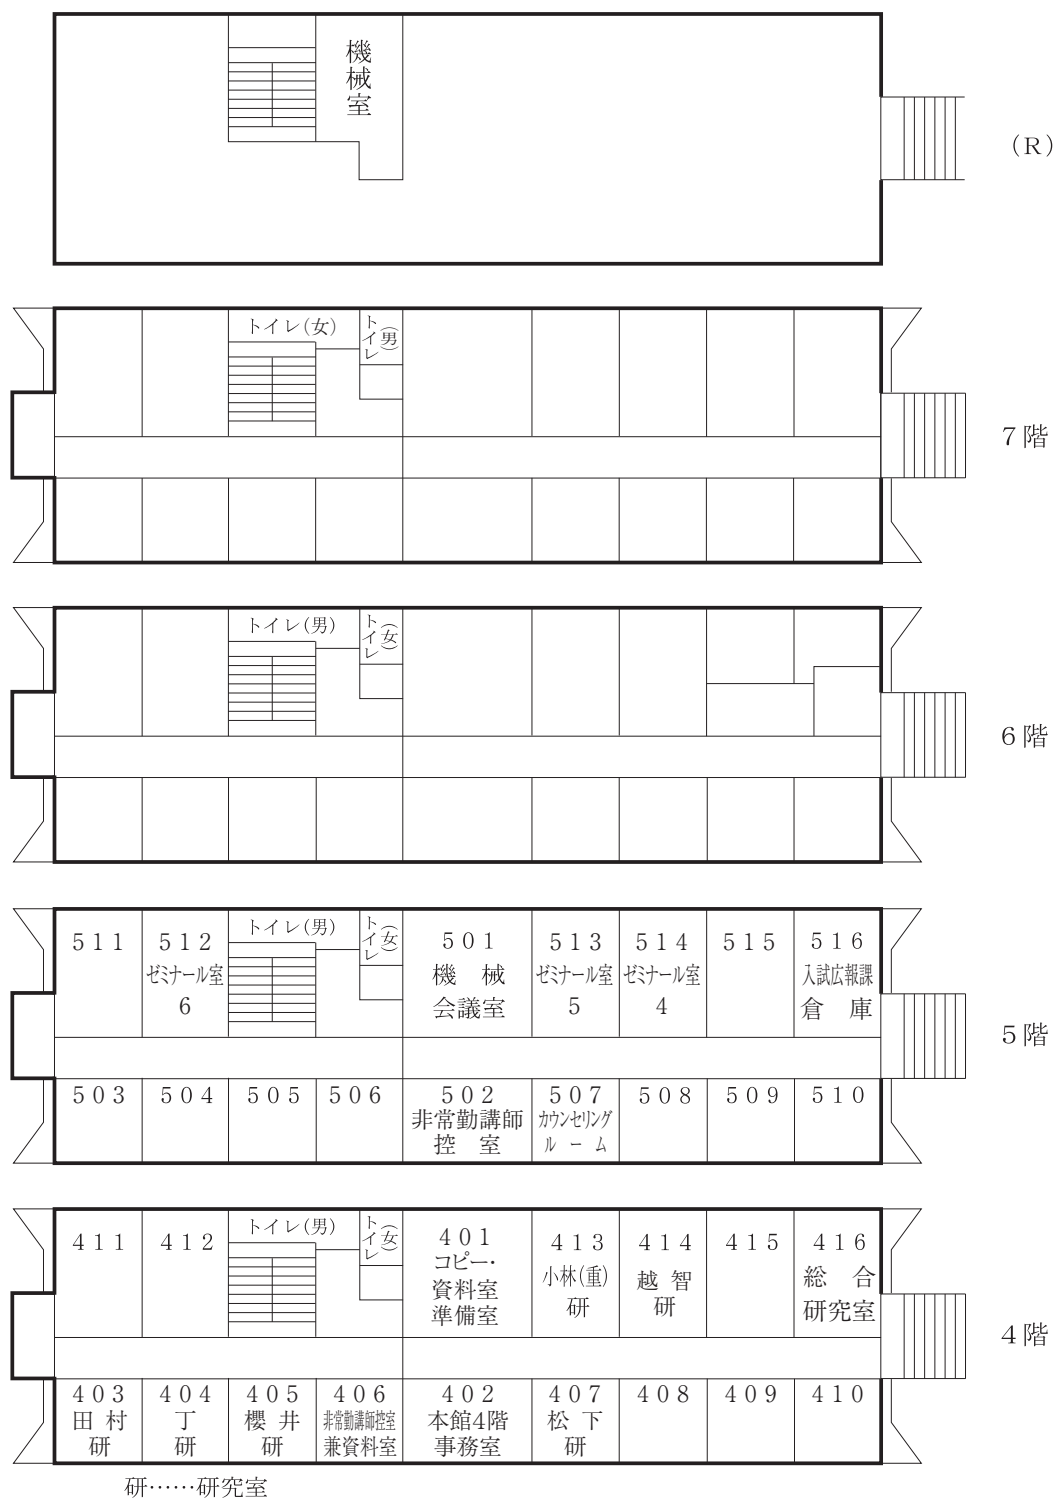 機械室
(R)
トイレ(女)
トイレ(男)
7階
トイレ(男)
トイレ(女)
6階
511
512
ゼミナール室
6
トイレ(男)
トイレ(女)
501
機械
会議室
513
ゼミナール室
5
514
ゼミナール室
4
515
516
入試広報課
倉庫
5階
503
504
505
506
502
非常勤講師
控室
507
カウンセリング
ルーム
508
509
510
411
412
トイレ(男)
トイレ(女)
401
コピー・
資料室
準備室
413
小林(重)
研
414
越智
研
415
416
総合
研究室
4階
403
田村
研
404
丁
研
405
櫻井
研
406
非常勤講師控室
兼資料室
402
本館4階
事務室
407
松下
研
408
409
410
研……研究室